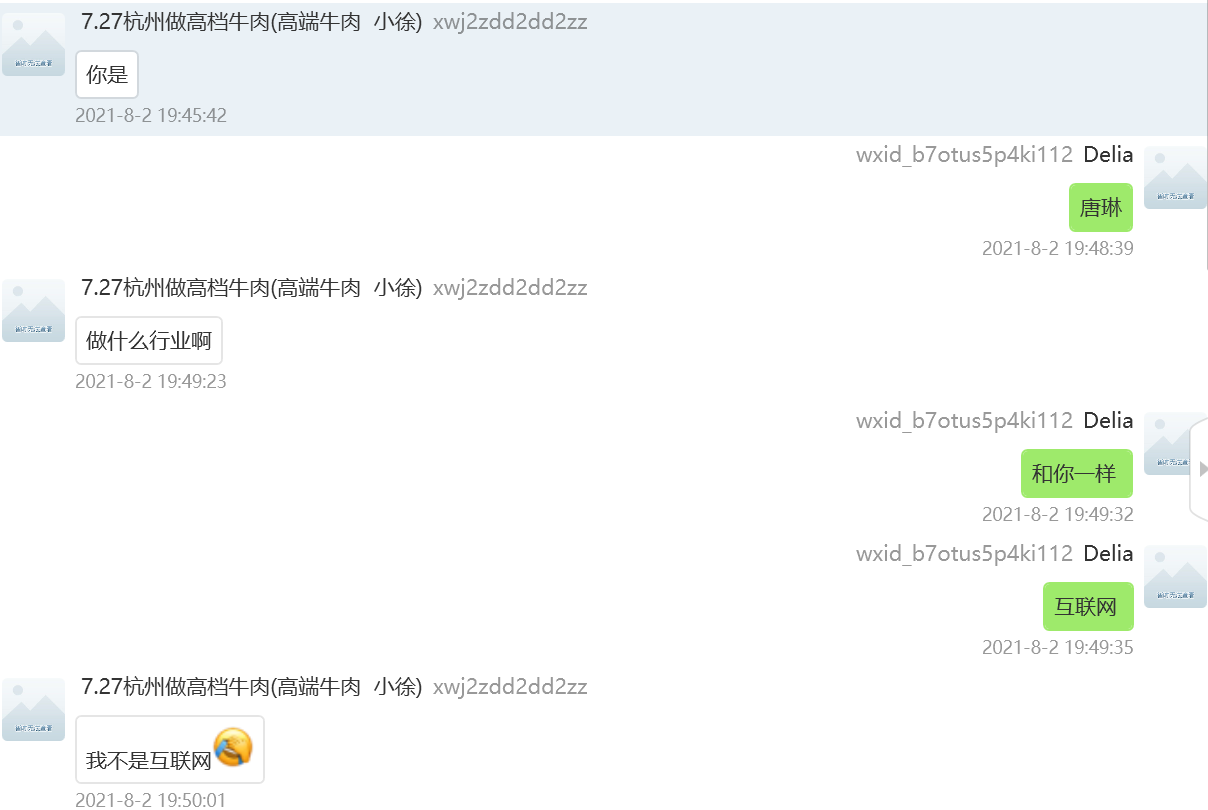 7.27杭州做高档牛肉(高端牛肉 小徐) xwj2zdd2dd2zz
你是
2021-8-2 19:45:42
wxid_b7otus5p4ki112 Delia
唐琳
2021-8-2 19:48:39
7.27杭州做高档牛肉(高端牛肉 小徐) xwj2zdd2dd2zz
做什么行业啊
2021-8-2 19:49:23
wxid_b7otus5p4ki112 Delia
和你一样
2021-8-2 19:49:32
wxid_b7otus5p4ki112 Delia
互联网
2021-8-2 19:49:35
7.27杭州做高档牛肉(高端牛肉 小徐) xwj2zdd2dd2zz
我不是互联网
2021-8-2 19:50:01